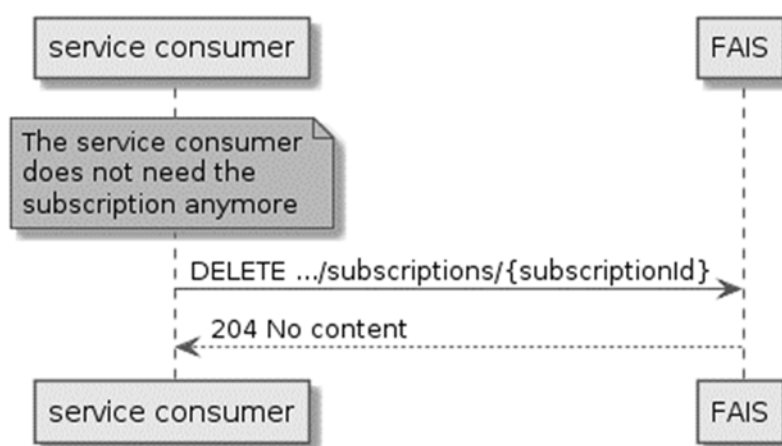 service consumer
FAIS
The service consumer
does not need the
subscription anymore
DELETE .../subscriptions/{subscriptionId}
204 No content
service consumer
FAIS